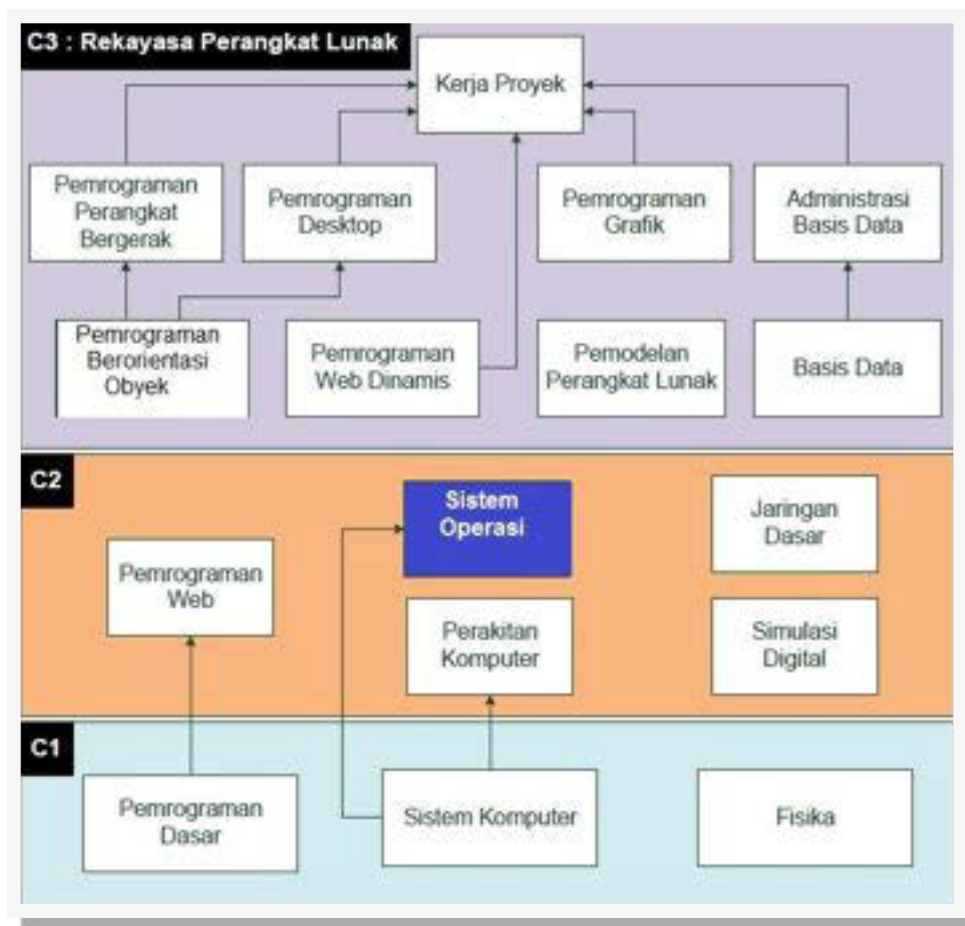 C3 : Rekayasa Perangkat Lunak
Kerja Proyek
Pemrograman
Perangkat
Bergerak
Pemrograman
Desktop
Pemrograman
Grafik
Administrasi
Basis Data
Pemrograman
Berorientasi
Obyek
Pemrograman
Web Dinamis
Pemodelan
Perangkat Lunak
Basis Data
C2
Sistem
Operasi
Jaringan
Dasar
Pemrograman
Web
Perakitan
Komputer
Simulasi
Digital
C1
Pemrograman
Dasar
Sistem Komputer
Fisika